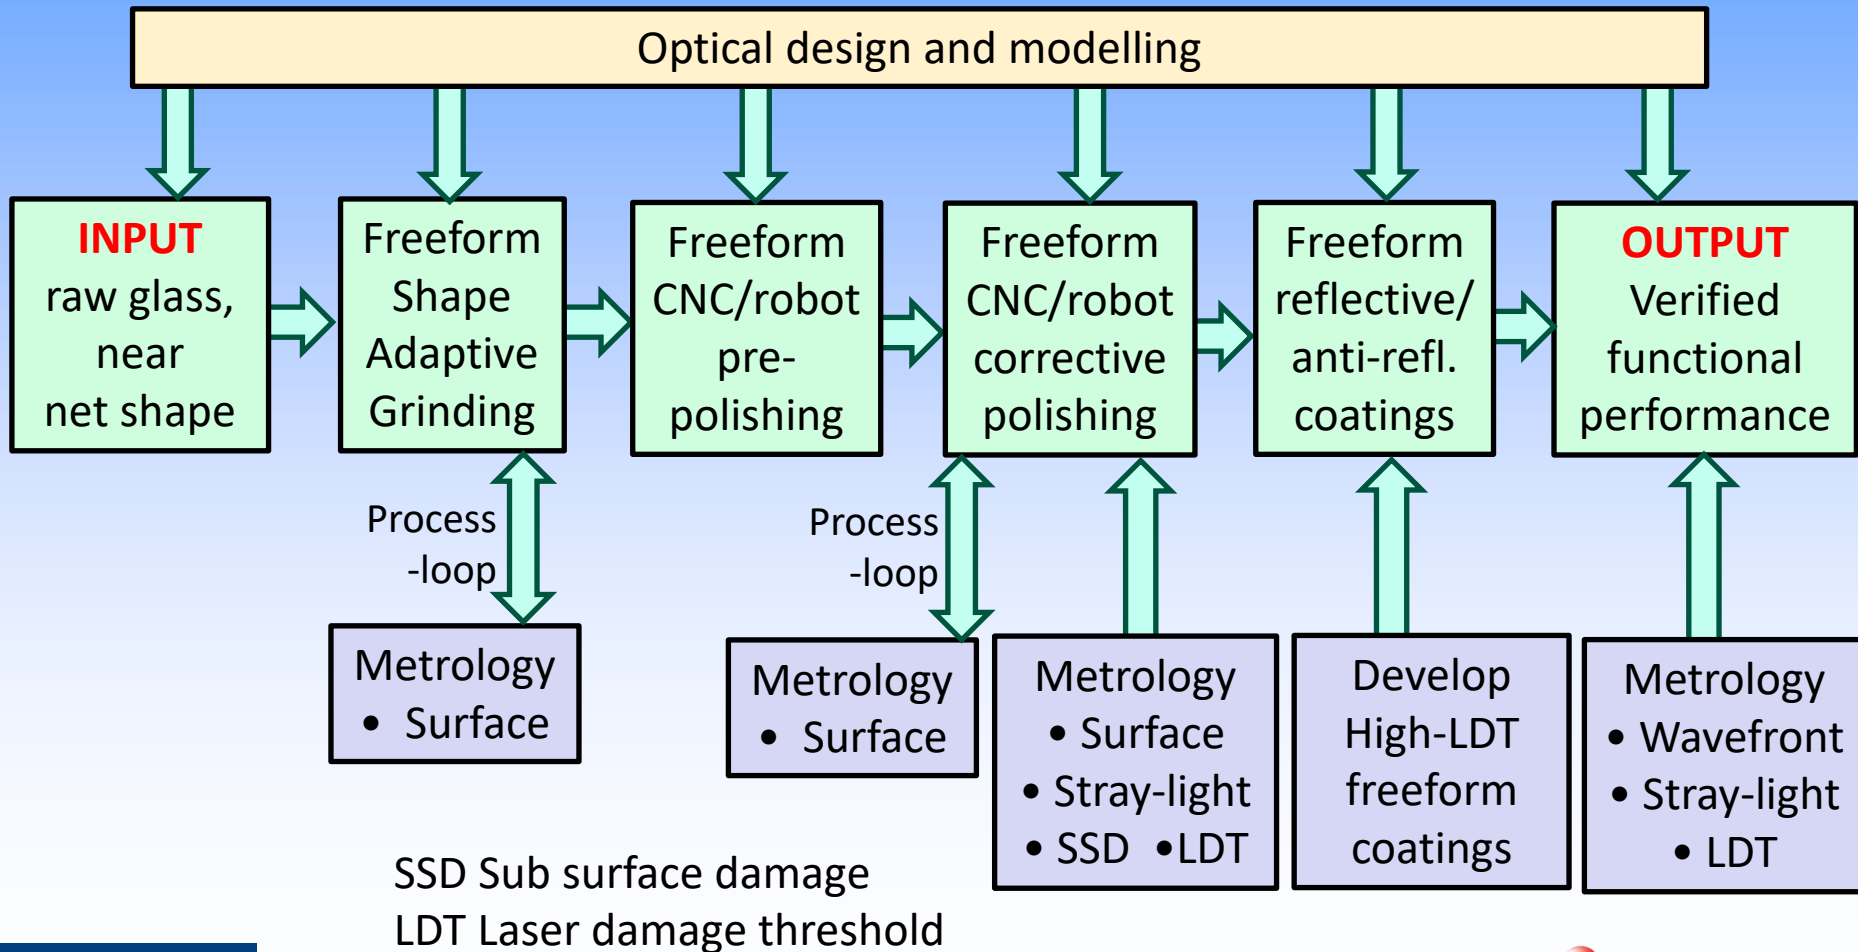 Optical design and modelling
INPUT
raw glass,
near
net shape
Freeform
Shape
Adaptive
Grinding
Freeform
CNC/robot
pre-
polishing
Freeform
CNC/robot
corrective
polishing
Freeform
reflective/
anti-refl.
coatings
OUTPUT
Verified
functional
performance
Process
-loop
Process
-loop
Metrology
• Surface
Metrology
• Surface
Metrology
• Surface
• Stray-light
• SSD •LDT
Develop
High-LDT
freeform
coatings
Metrology
• Wavefront
• Stray-light
• LDT
SSD Sub surface damage
LDT Laser damage threshold